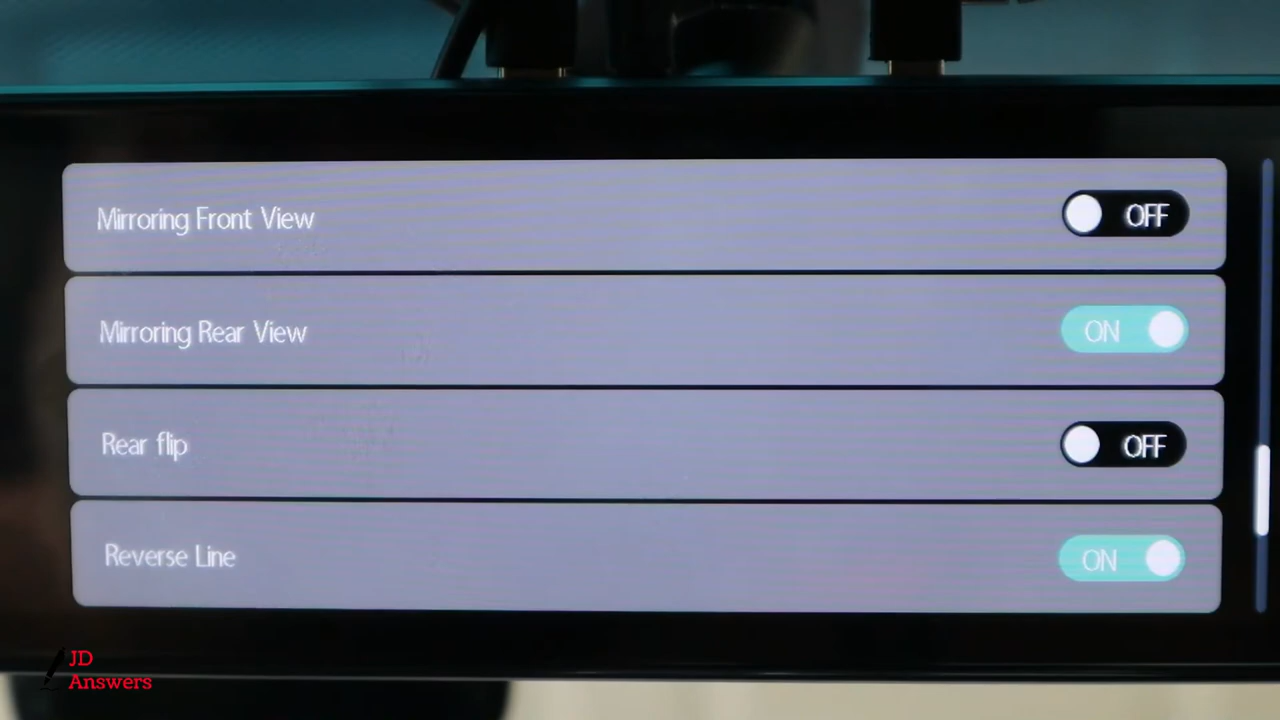 Mirroring Front View
OFF
Mirroring Rear View
ON
Rear flip
OFF
Reverse Line
ON
JD
Answers